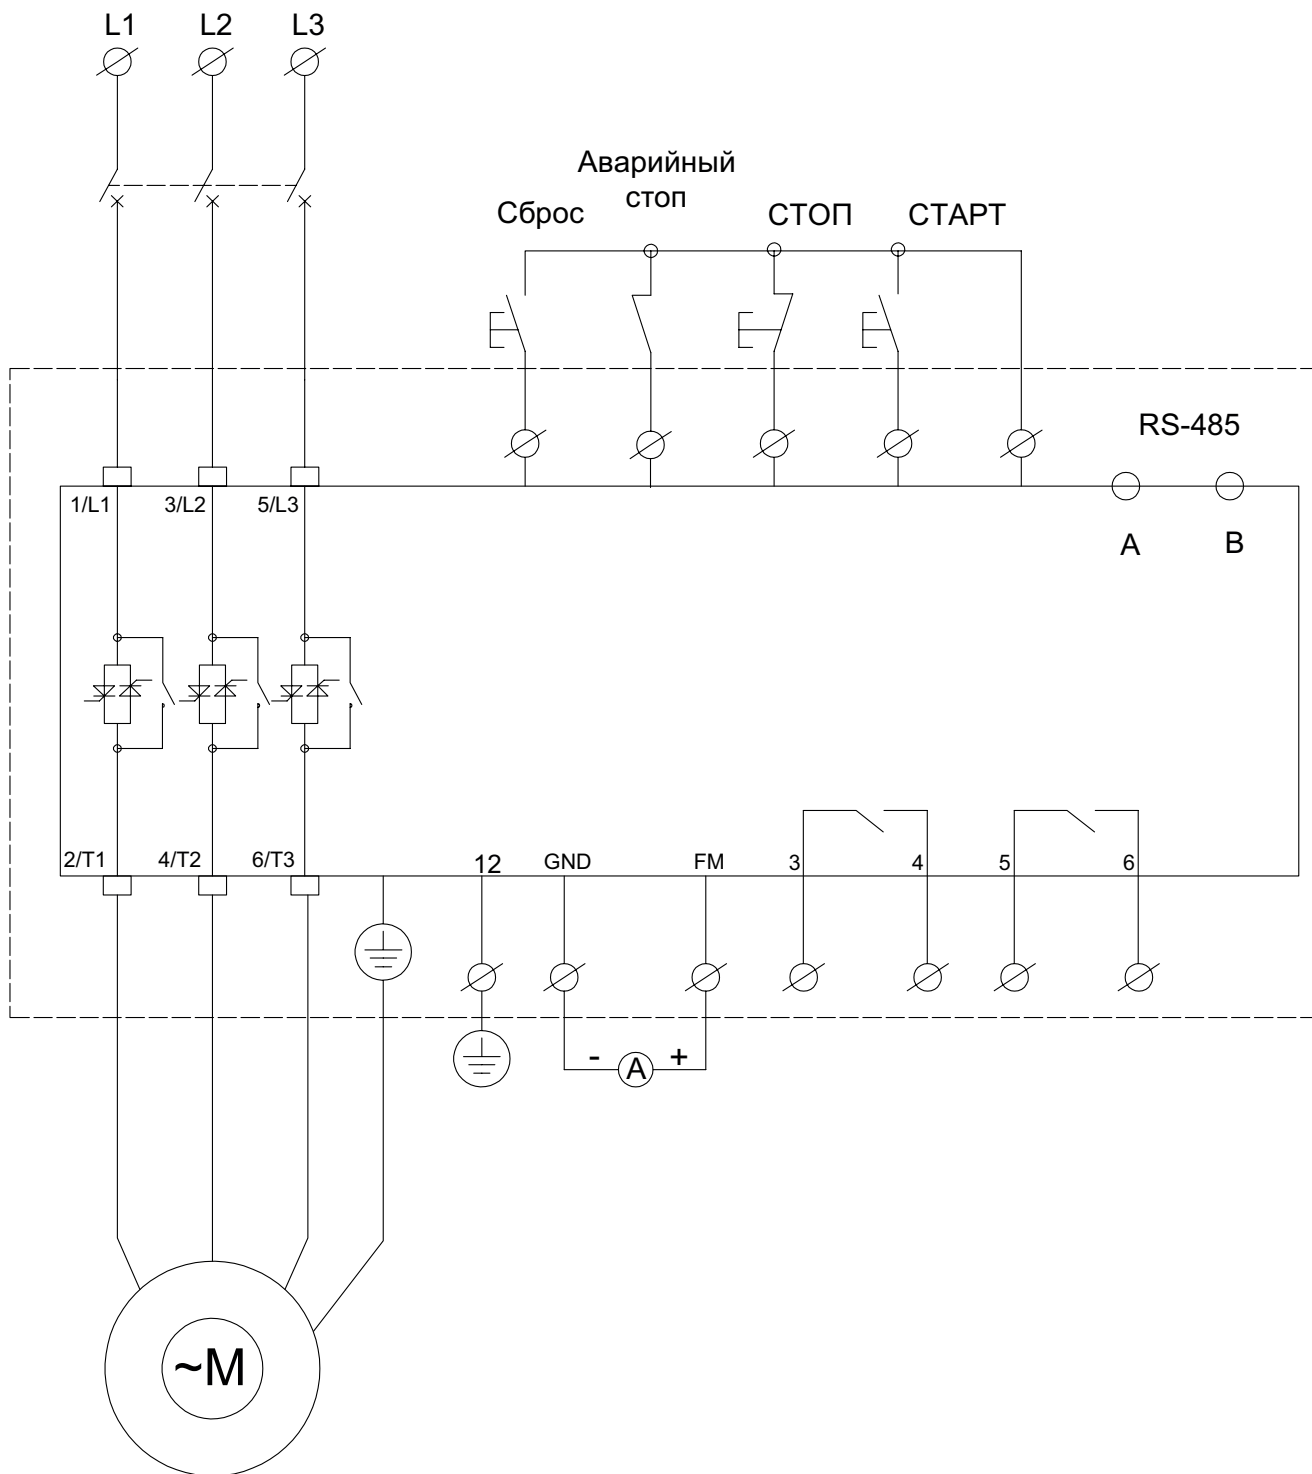 L1 L2 L3
Аварийный
стоп
Сброс СТОП СТАРТ
RS-485
1/L1 3/L2 5/L3
A B
2/T1 4/T2 6/T3 12 GND FM 3 4 5 6
- A +
~M